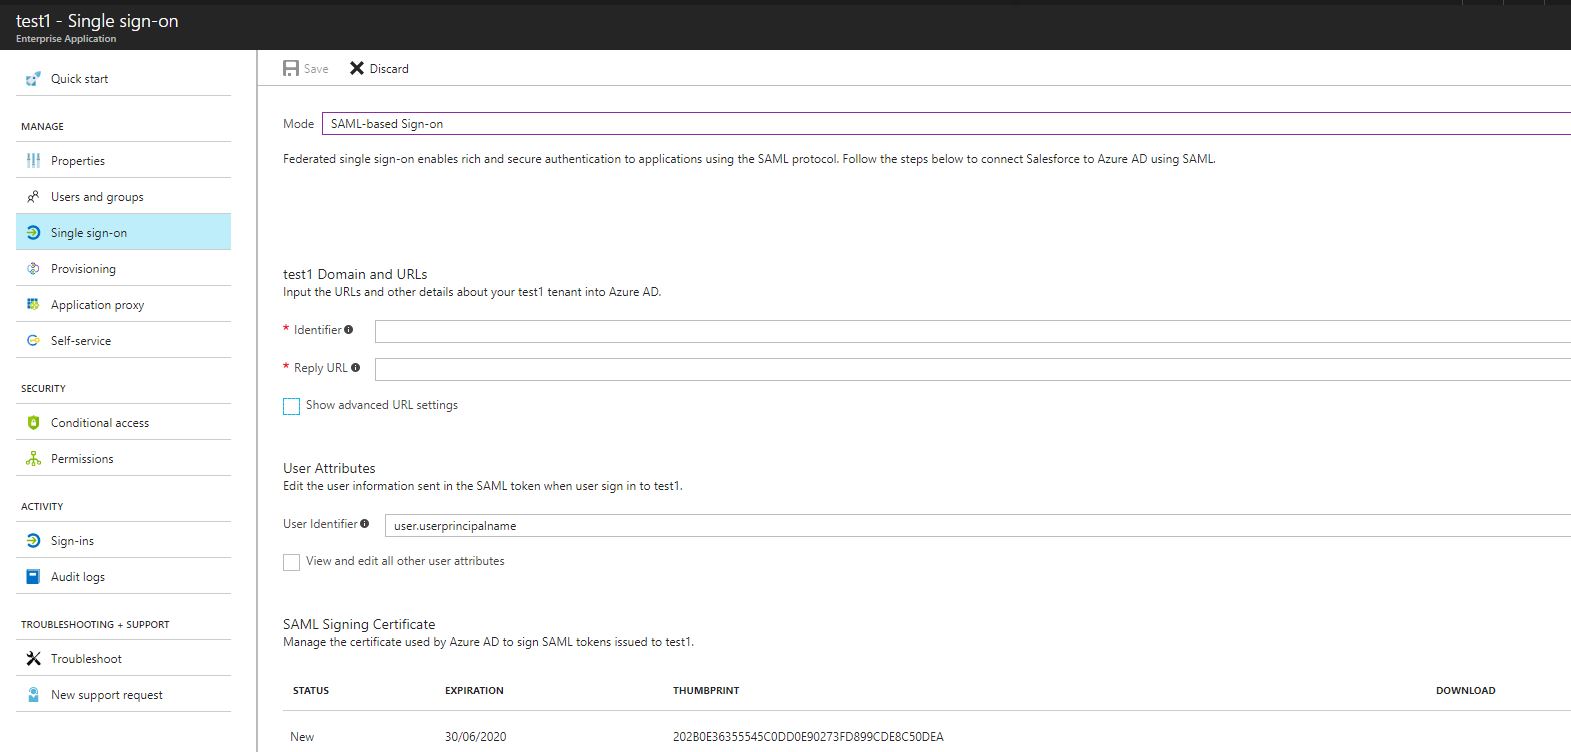 test1 - Single sign-on
Enterprise Application
Quick start
MANAGE
Properties
Users and groups
Single sign-on
Provisioning
Application proxy
Self-service
SECURITY
Conditional access
Permissions
ACTIVITY
Sign-ins
Audit logs
TROUBLESHOOTING + SUPPORT
Troubleshoot
New support request
Save Discard
Mode SAML-based Sign-on
Federated single sign-on enables rich and secure authentication to applications using the SAML protocol. Follow the steps below to connect Salesforce to Azure AD using SAML.
test1 Domain and URLs
Input the URLs and other details about your test1 tenant into Azure AD.
* Identifier
* Reply URL
Show advanced URL settings
User Attributes
Edit the user information sent in the SAML token when user sign in to test1.
User Identifier user.userprincipalname
View and edit all other user attributes
SAML Signing Certificate
Manage the certificate used by Azure AD to sign SAML tokens issued to test1.
STATUS EXPIRATION THUMBPRINT DOWNLOAD
New 30/06/2020 202B0E36355545C0DD0E90273FD899CDE8C50DEA